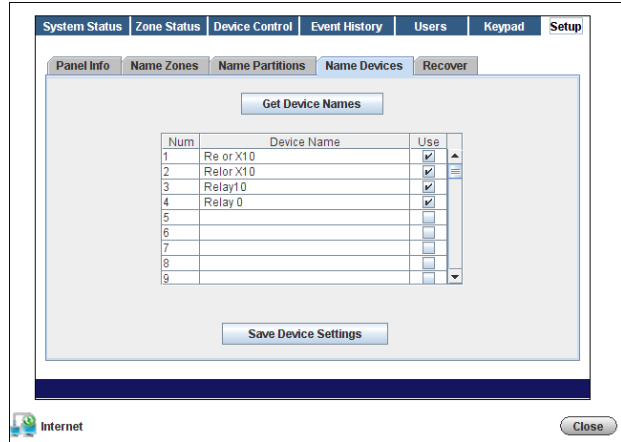 System Status Zone Status Device Control Event History Users Keypad Setup
Panel Info Name Zones Name Partitions Name Devices Recover
Get Device Names
Num Device Name Use
1 Re or X10
2 Relor X10
3 Relay10
4 Relay 0
5
6
7
8
9
Save Device Settings
Internet Close